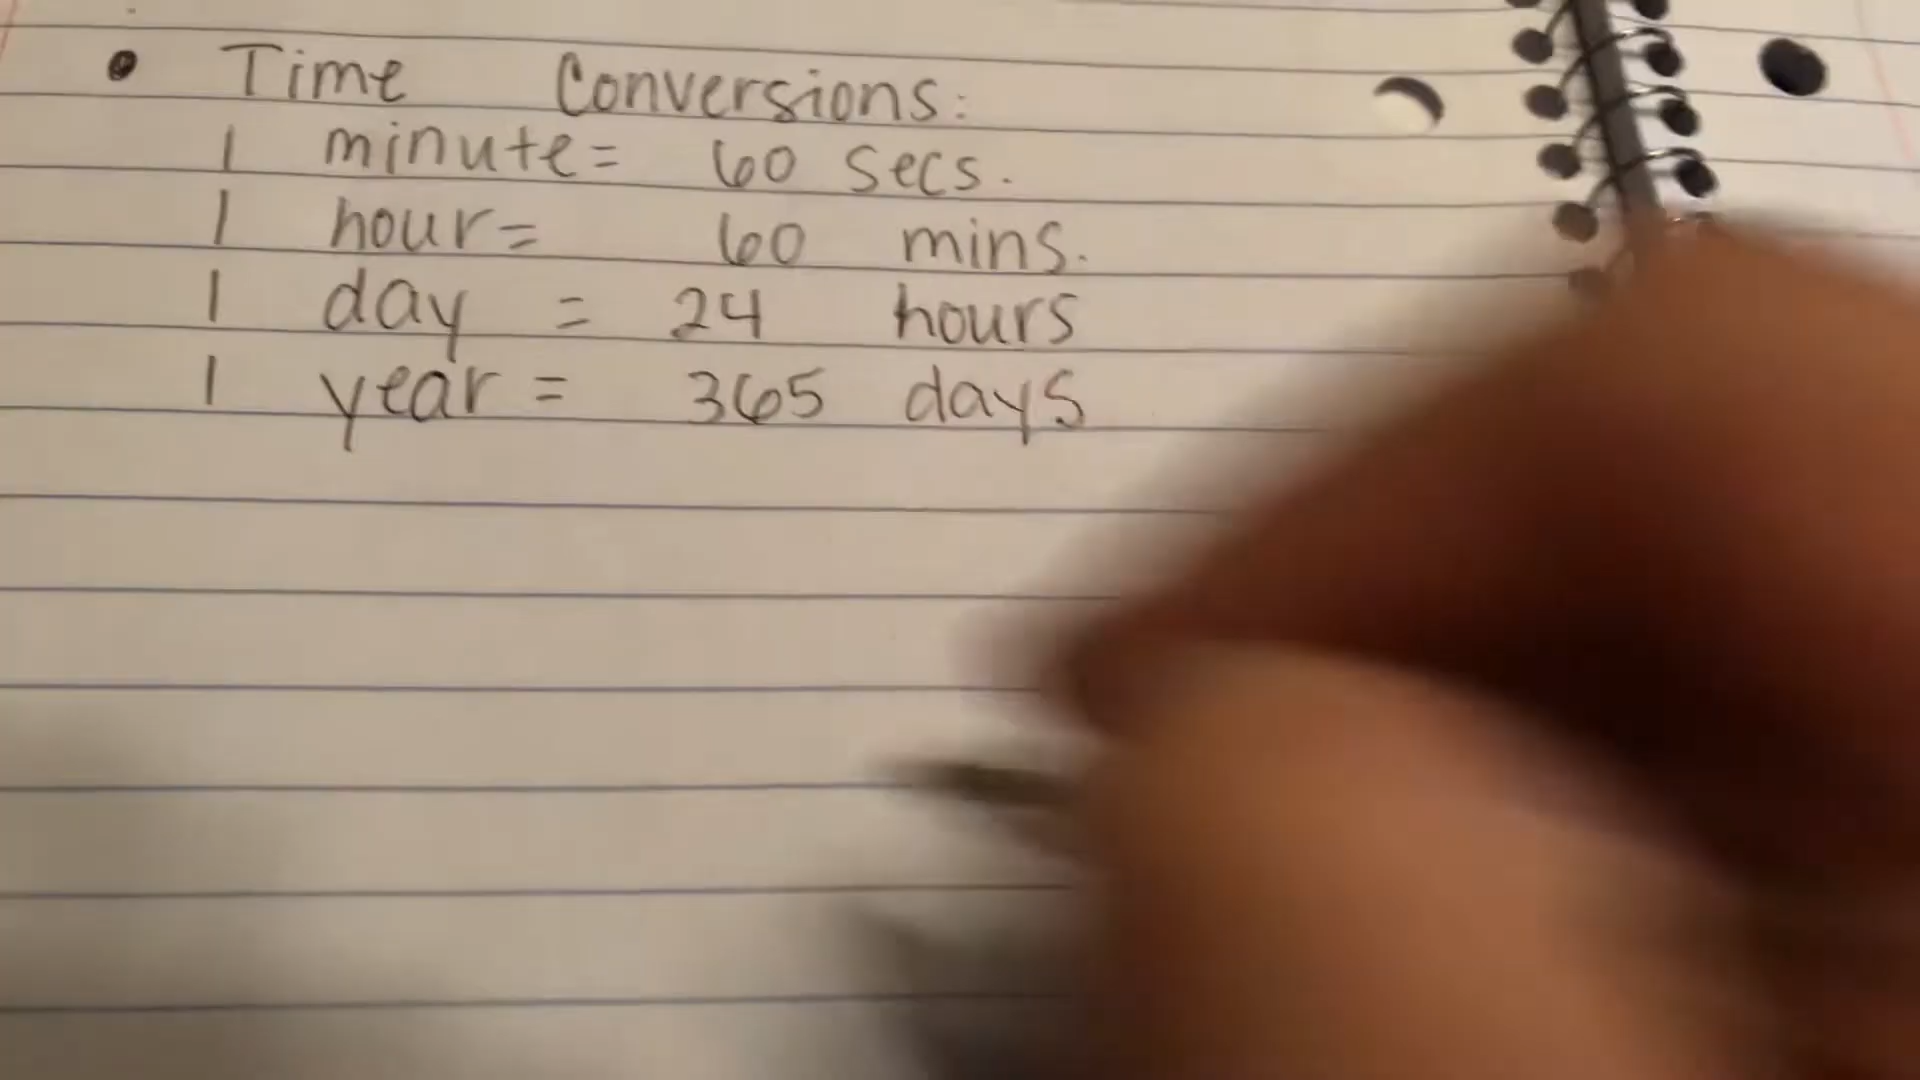 • Time Conversions:
1 minute = 60 secs.
1 hour = 60 mins.
1 day = 24 hours
1 year = 365 days